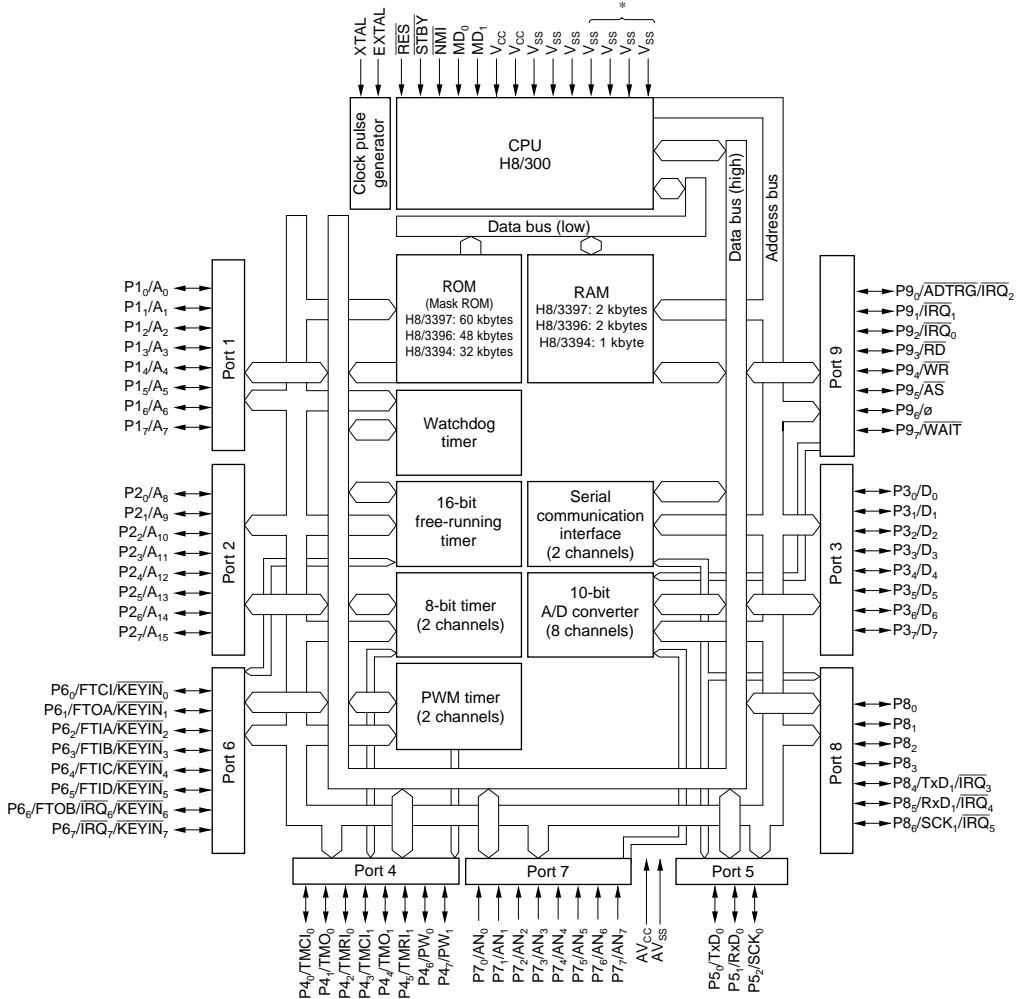 *
XTAL
EXTAL
RES
STBY
NMI
MD0
MD1
VCC
VCC
VSS
VSS
VSS
VSS
VSS
VSS
VSS
Clock pulse
generator
CPU
H8/300
Data bus (low)
Data bus (high)
Address bus
ROM
(Mask ROM)
H8/3397: 60 kbytes
H8/3396: 48 kbytes
H8/3394: 32 kbytes
RAM
H8/3397: 2 kbytes
H8/3396: 2 kbytes
H8/3394: 1 kbyte
Watchdog
timer
16-bit
free-running
timer
Serial
communication
interface
(2 channels)
8-bit timer
(2 channels)
10-bit
A/D converter
(8 channels)
PWM timer
(2 channels)
P10/A0
P11/A1
P12/A2
P13/A3
P14/A4
P15/A5
P16/A6
P17/A7
Port 1
P20/A8
P21/A9
P22/A10
P23/A11
P24/A12
P25/A13
P26/A14
P27/A15
Port 2
P60/FTCI/KEYIN0
P61/FTOA/KEYIN1
P62/FTIA/KEYIN2
P63/FTIB/KEYIN3
P64/FTIC/KEYIN4
P65/FTID/KEYIN5
P66/FTOB/IRQ6/KEYIN6
P67/IRQ7/KEYIN7
Port 6
Port 9
P90/ADTRG/IRQ2
P91/IRQ1
P92/IRQ0
P93/RD
P94/WR
P95/AS
P96/ø
P97/WAIT
Port 3
P30/D0
P31/D1
P32/D2
P33/D3
P34/D4
P35/D5
P36/D6
P37/D7
Port 8
P80
P81
P82
P83
P84/TxD1/IRQ3
P85/RxD1/IRQ4
P86/SCK1/IRQ5
Port 4
P40/TMCI0
P41/TMO0
P42/TMRI0
P43/TMCI1
P44/TMO1
P45/TMRI1
P46/PW0
P47/PW1
Port 7
P70/AN0
P71/AN1
P72/AN2
P73/AN3
P74/AN4
P75/AN5
P76/AN6
P77/AN7
AVCC
AVSS
Port 5
P50/TxD0
P51/RxD0
P52/SCK0